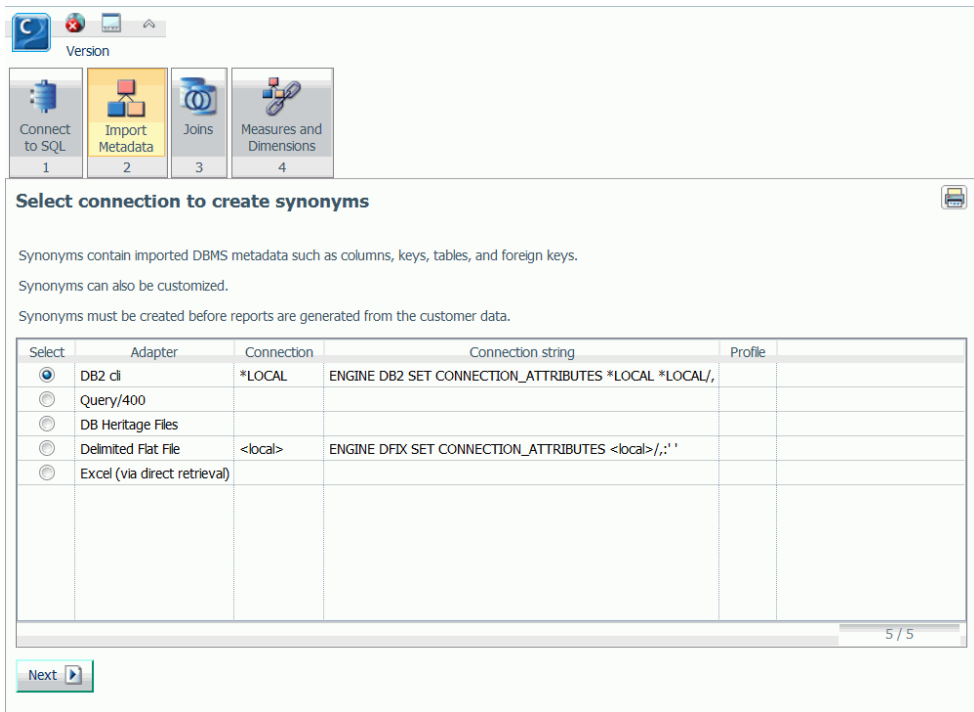 C
Version
Connect to SQL
1
Import Metadata
2
Joins
3
Measures and Dimensions
4
Select connection to create synonyms
Synonyms contain imported DBMS metadata such as columns, keys, tables, and foreign keys.
Synonyms can also be customized.
Synonyms must be created before reports are generated from the customer data.
Select Adapter Connection Connection string Profile
DB2 cli *LOCAL ENGINE DB2 SET CONNECTION_ATTRIBUTES *LOCAL *LOCAL/,
Query/400
DB Heritage Files
Delimited Flat File <local> ENGINE DFIX SET CONNECTION_ATTRIBUTES <local>/,:' '
Excel (via direct retrieval)
5 / 5
Next